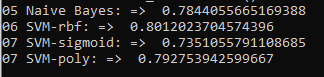 05 Naive Bayes: => 0.7844055665169388
06 SVM-rbf: => 0.8012023704574396
07 SVM-sigmoid: => 0.7351055791108685
07 SVM-poly: => 0.792753942599667